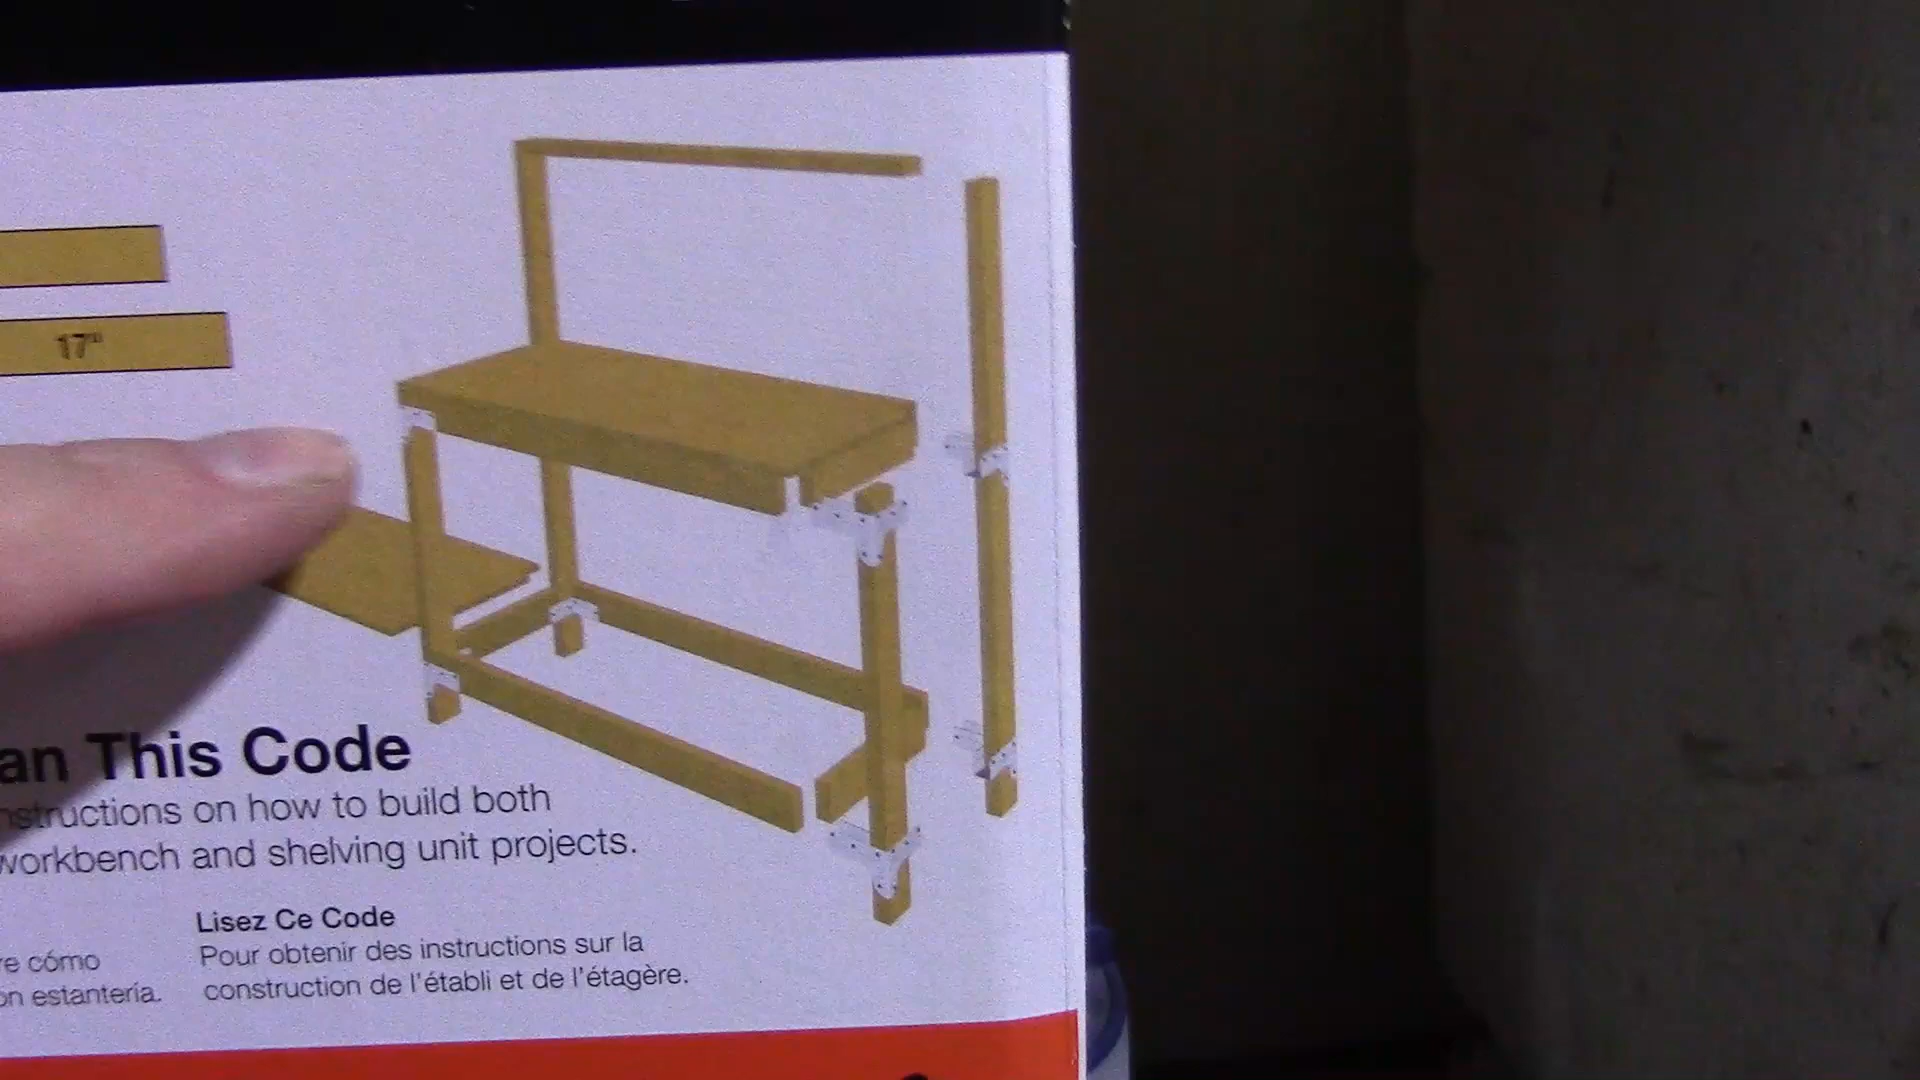 17"
an This Code
nstructions on how to build both
workbench and shelving unit projects.
Lisez Ce Code
Pour obtenir des instructions sur la
construction de l'établi et de l'étagère.
re cómo
on estantería.